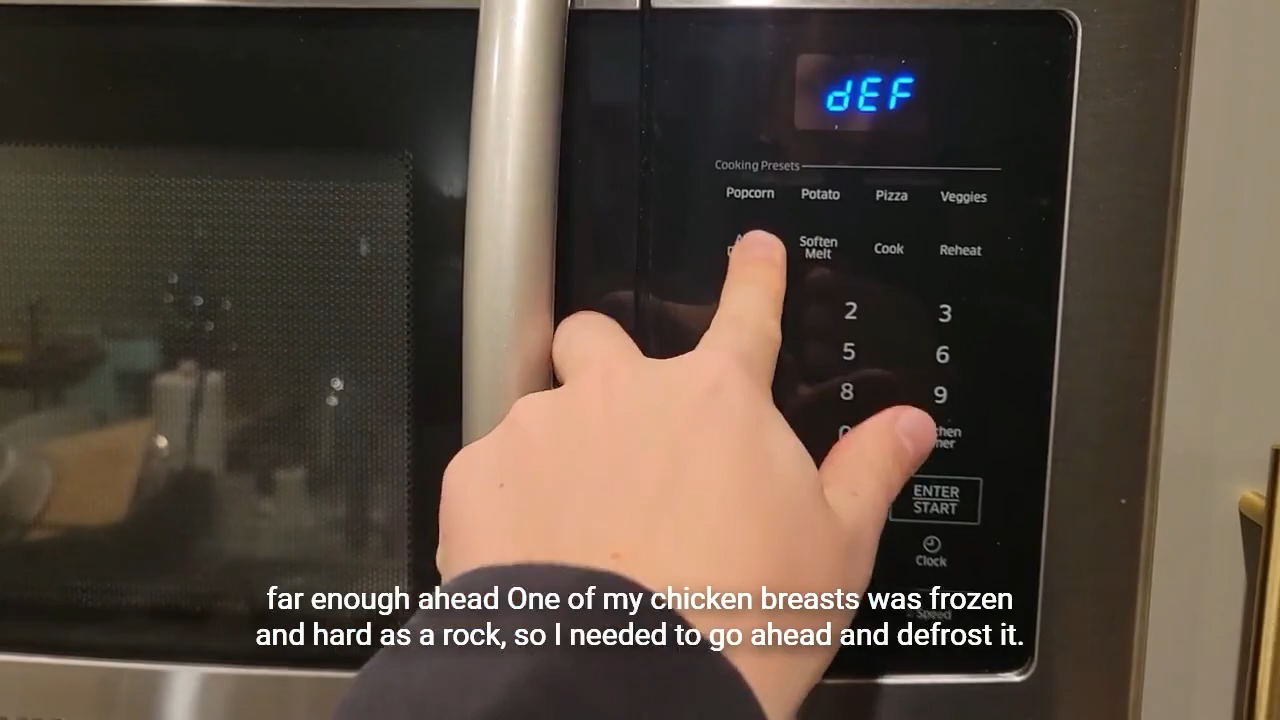 dEF
Cooking Presets
Popcorn Potato Pizza Veggies
Soften
Melt
Cook Reheat
2 3
5 6
8 9
0
ENTER
START
Clock
far enough ahead One of my chicken breasts was frozen
and hard as a rock, so I needed to go ahead and defrost it.